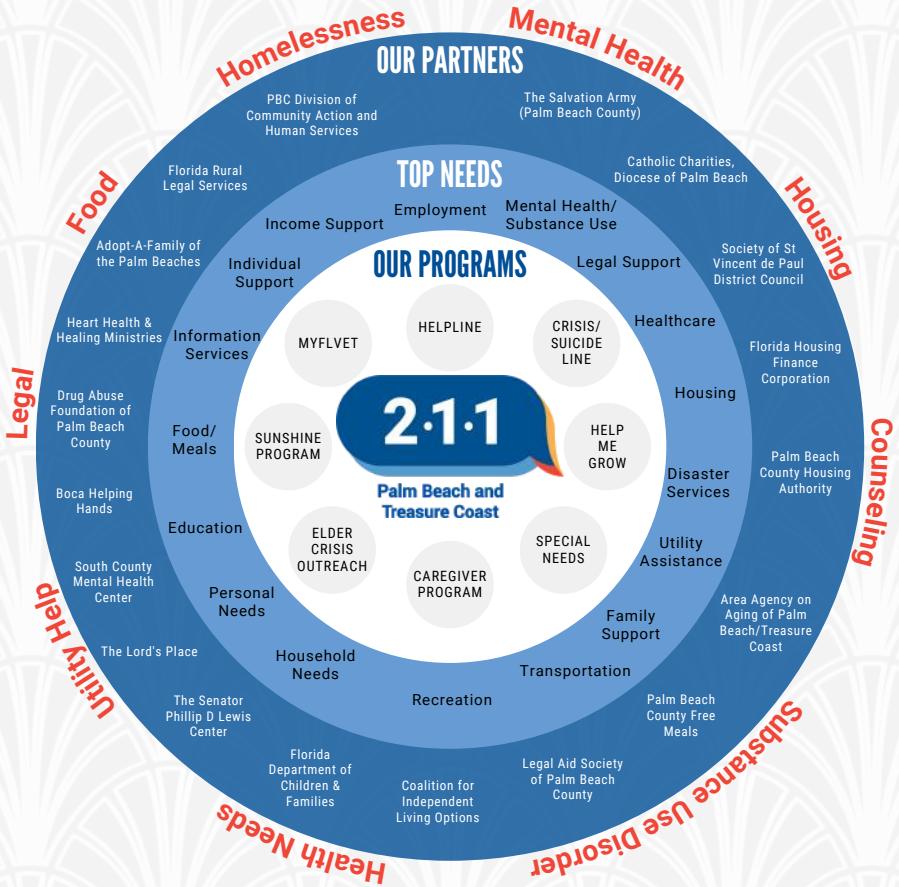 Homelessness
Mental Health
Housing
Counseling
Substance Use Disorder
Health Needs
Utility Help
Legal
Food
OUR PARTNERS
PBC Division of
Community Action and
Human Services
The Salvation Army
(Palm Beach County)
Catholic Charities,
Diocese of Palm Beach
Society of St
Vincent de Paul
District Council
Florida Housing
Finance
Corporation
Palm Beach
County Housing
Authority
Area Agency on
Aging of Palm
Beach/Treasure
Coast
Palm Beach
County Free
Meals
Legal Aid Society
of Palm Beach
County
Coalition for
Independent
Living Options
Florida
Department of
Children &
Families
The Senator
Phillip D Lewis
Center
The Lord's Place
South County
Mental Health
Center
Boca Helping
Hands
Drug Abuse
Foundation of
Palm Beach
County
Heart Health &
Healing Ministries
Adopt-A-Family of
the Palm Beaches
Florida Rural
Legal Services
TOP NEEDS
Employment
Mental Health/
Substance Use
Legal Support
Healthcare
Housing
Disaster
Services
Utility
Assistance
Family
Support
Transportation
Recreation
Household
Needs
Personal
Needs
Education
Food/
Meals
Information
Services
Individual
Support
Income Support
OUR PROGRAMS
HELPLINE
CRISIS/
SUICIDE
LINE
HELP
ME
GROW
SPECIAL
NEEDS
CAREGIVER
PROGRAM
ELDER
CRISIS
OUTREACH
SUNSHINE
PROGRAM
MYFLVET
2·1·1
Palm Beach and
Treasure Coast